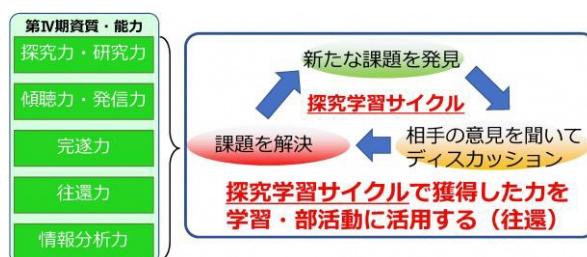 第Ⅳ期資質・能力
探究力・研究力
傾聴力・発信力
完遂力
往還力
情報分析力
新たな課題を発見
探究学習サイクル
課題を解決
相手の意見を聞いて
ディスカッション
探究学習サイクルで獲得した力を
学習・部活動に活用する（往還）